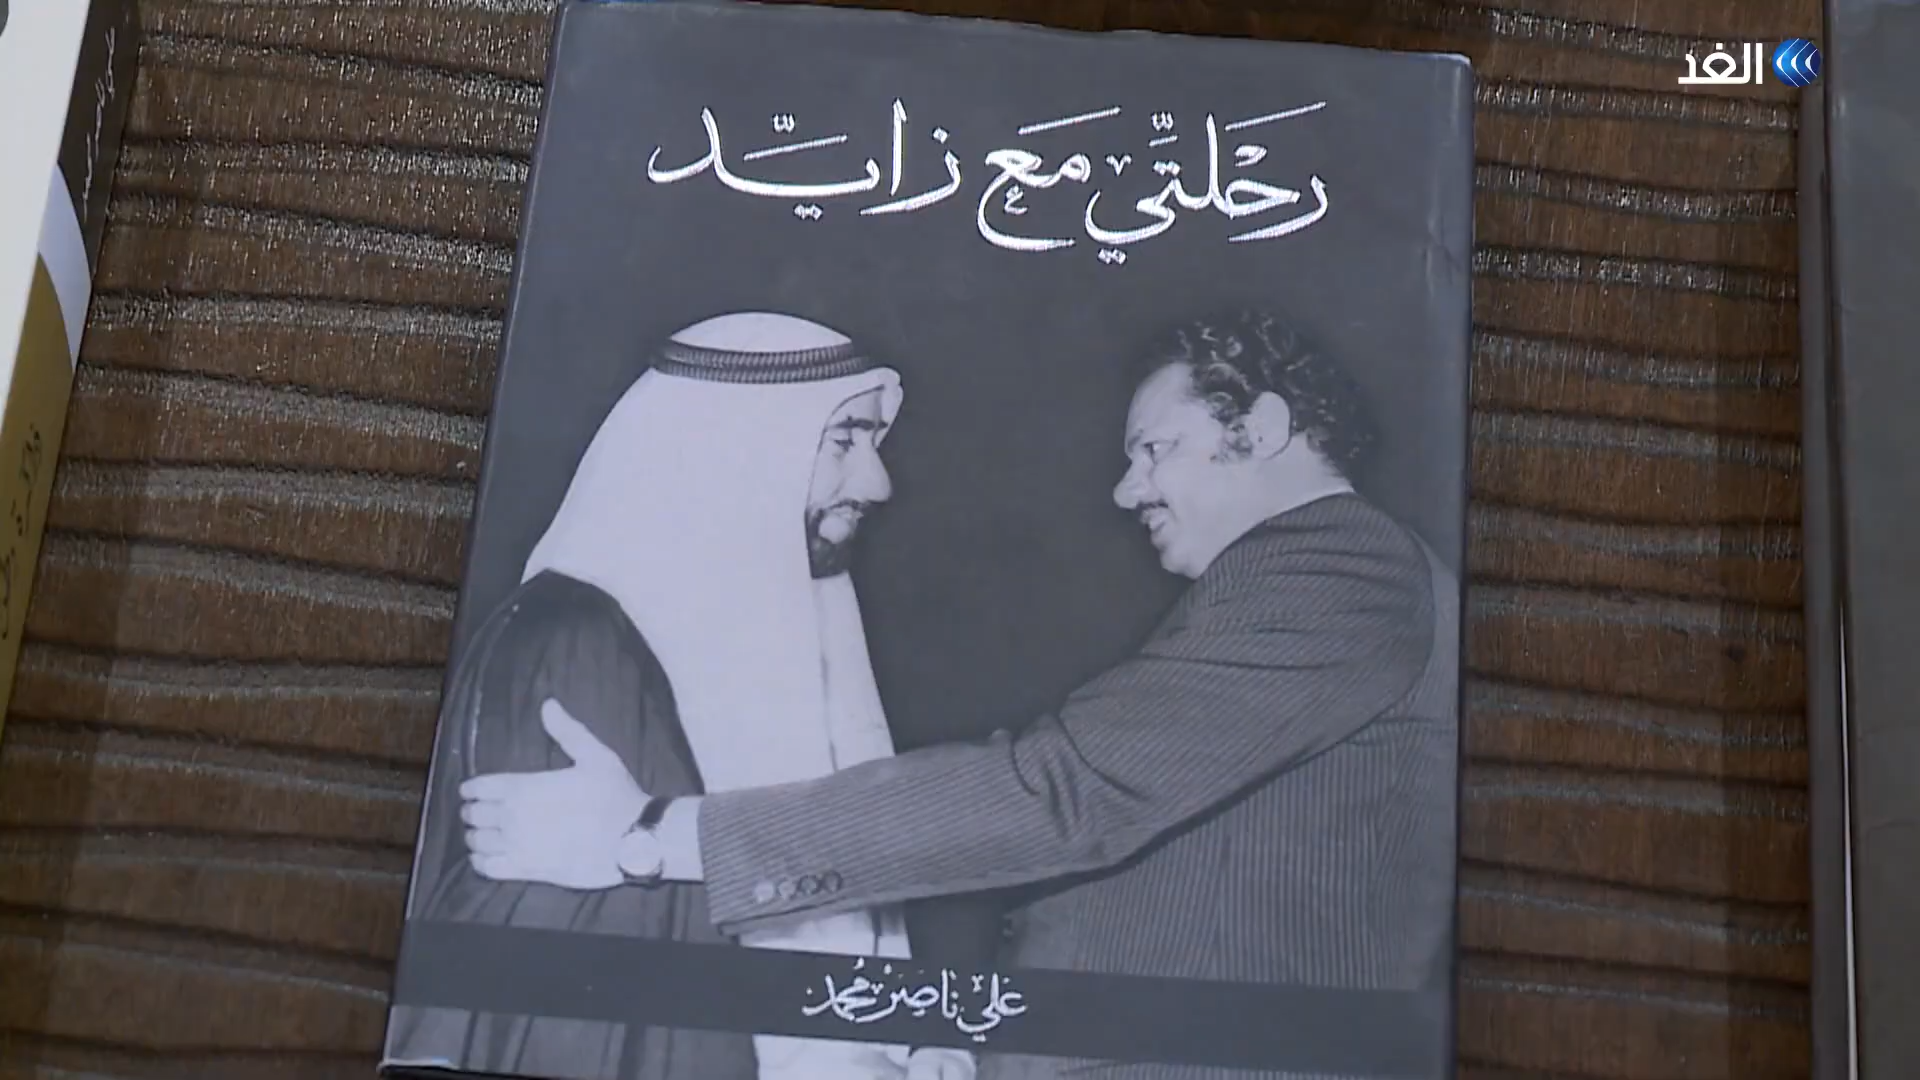 الغد
رحلتي مع زايد
علي ناصر محمد